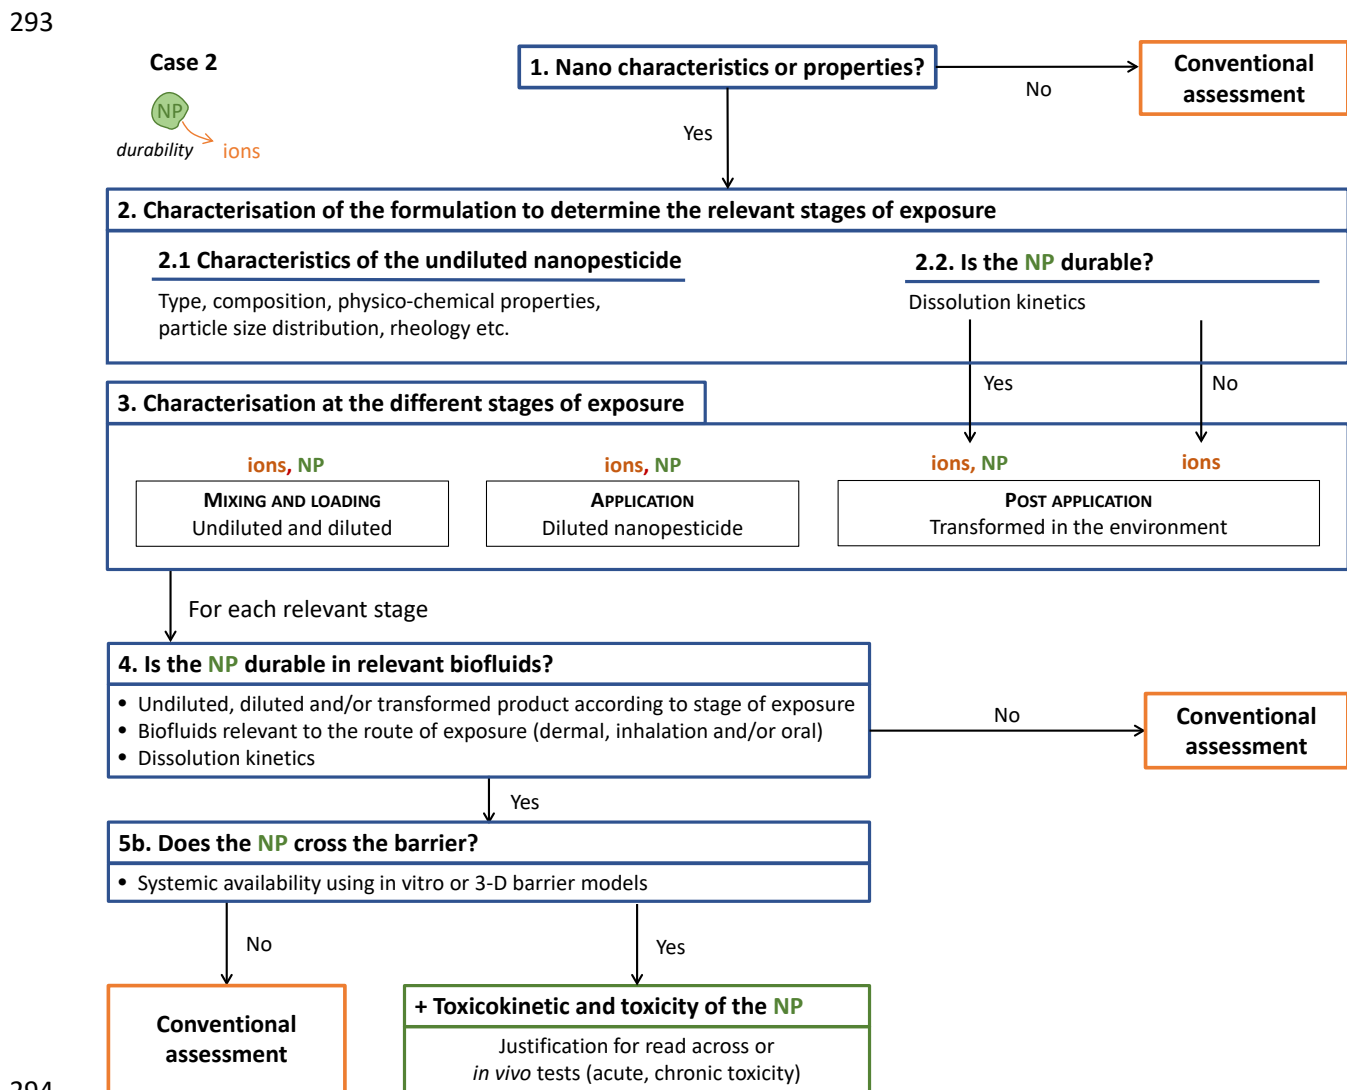 293
Case 2
NP
durability
ions
1. Nano characteristics or properties?
No
Conventional
assessment
Yes
2. Characterisation of the formulation to determine the relevant stages of exposure
2.1 Characteristics of the undiluted nanopesticide
Type, composition, physico-chemical properties,
particle size distribution, rheology etc.
2.2. Is the NP durable?
Dissolution kinetics
Yes
No
3. Characterisation at the different stages of exposure
ions, NP
MIXING AND LOADING
Undiluted and diluted
ions, NP
APPLICATION
Diluted nanopesticide
ions, NP
ions
POST APPLICATION
Transformed in the environment
For each relevant stage
4. Is the NP durable in relevant biofluids?
• Undiluted, diluted and/or transformed product according to stage of exposure
• Biofluids relevant to the route of exposure (dermal, inhalation and/or oral)
• Dissolution kinetics
No
Conventional
assessment
Yes
5b. Does the NP cross the barrier?
• Systemic availability using in vitro or 3-D barrier models
No
Yes
Conventional
assessment
+ Toxicokinetic and toxicity of the NP
Justification for read across or
in vivo tests (acute, chronic toxicity)
294